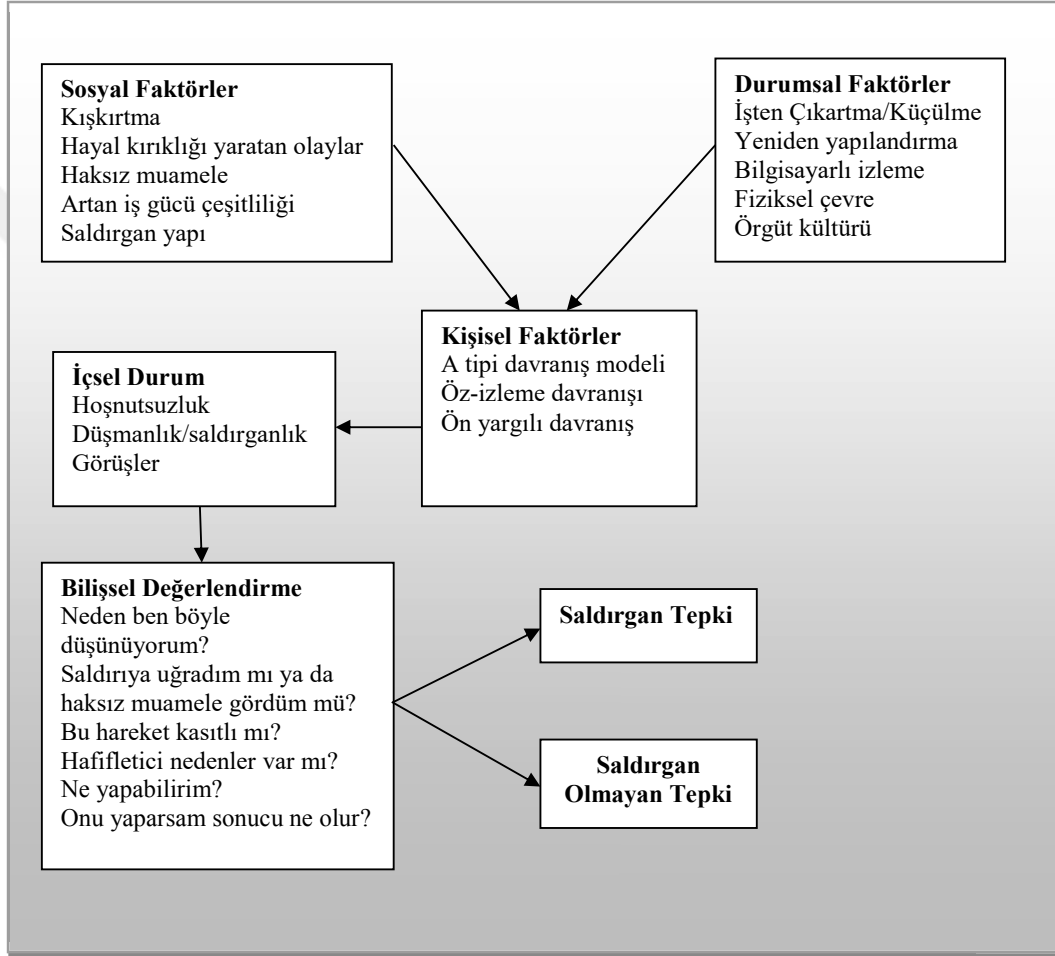 Sosyal Faktörler
Kışkırtma
Hayal kırıklığı yaratan olaylar
Haksız muamele
Artan iş gücü çeşitliliği
Saldırgan yapı
Durumsal Faktörler
İşten Çıkartma/Küçülme
Yeniden yapılandırma
Bilgisayarlı izleme
Fiziksel çevre
Örgüt kültürü
Kişisel Faktörler
A tipi davranış modeli
Öz-izleme davranışı
Ön yargılı davranış
İçsel Durum
Hoşnutsuzluk
Düşmanlık/saldırganlık
Görüşler
Bilişsel Değerlendirme
Neden ben böyle
düşünüyorum?
Saldırıya uğradım mı ya da
haksız muamele gördüm mü?
Bu hareket kasıtlı mı?
Hafifletici nedenler var mı?
Ne yapabilirim?
Onu yaparsam sonucu ne olur?
Saldırgan Tepki
Saldırgan
Olmayan Tepki